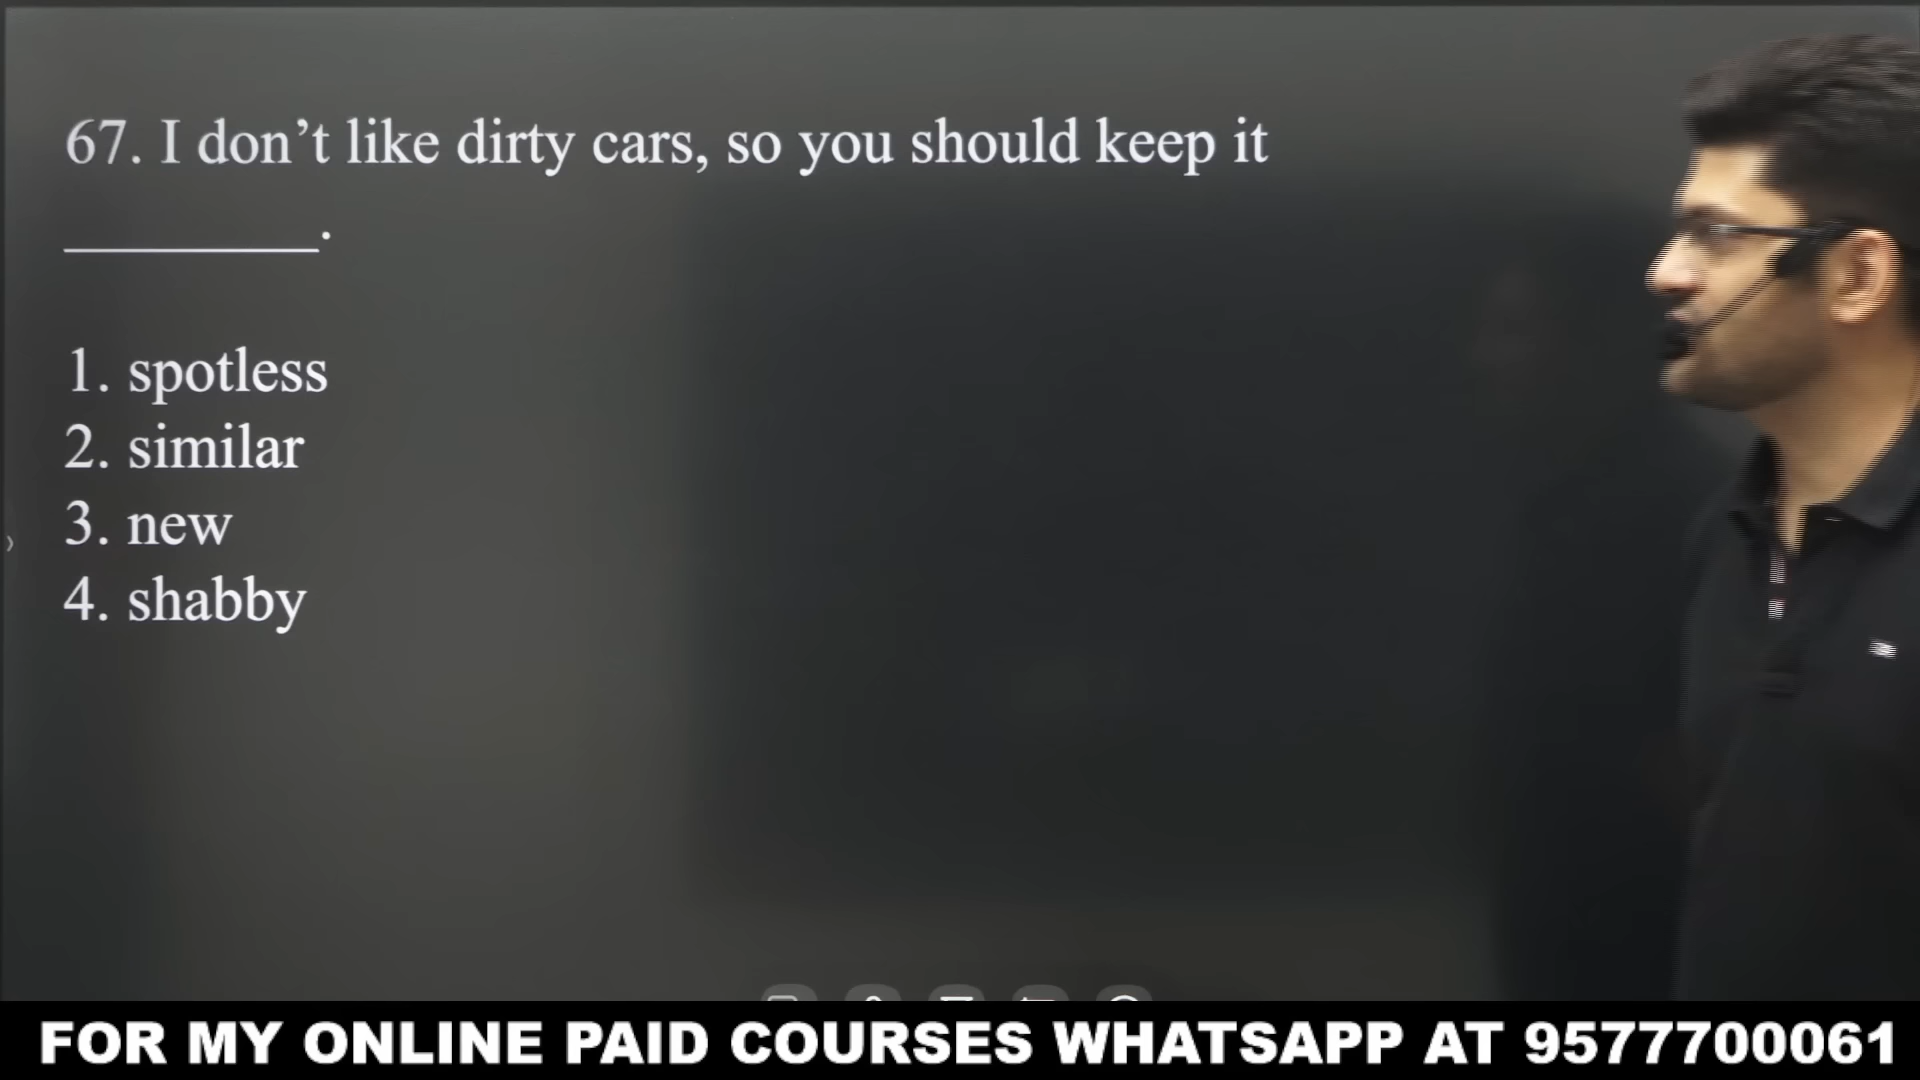 67. I don’t like dirty cars, so you should keep it
__________.
1. spotless
2. similar
3. new
4. shabby
FOR MY ONLINE PAID COURSES WHATSAPP AT 9577700061